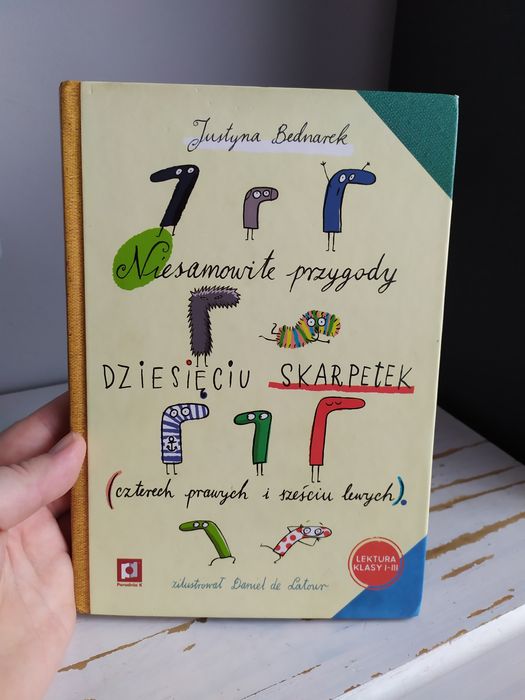 Justyna Bednarek
Niesamowite przygody
DZIESIĘCIU SKARPETEK
(czterech prawych i sześciu lewych).
Poradnia K
zilustrował Daniel de Latour
LEKTURA
KLASY I-III